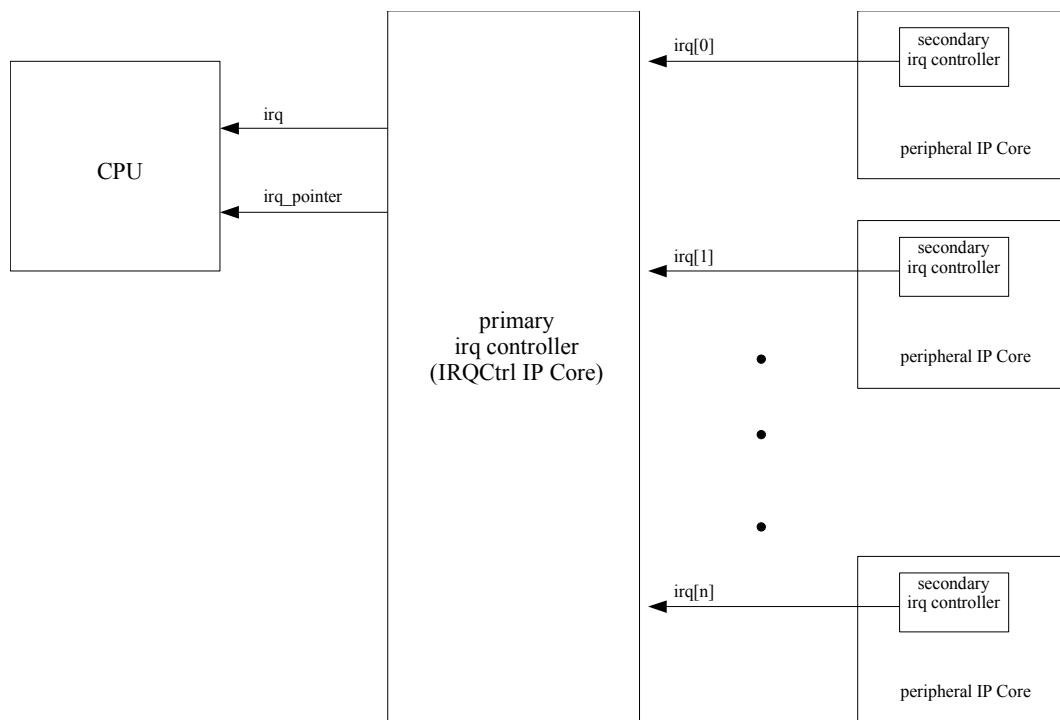 CPU
irq
irq_pointer
primary
irq controller
(IRQCtrl IP Core)
irq[0]
secondary
irq controller
peripheral IP Core
irq[1]
secondary
irq controller
peripheral IP Core
irq[n]
secondary
irq controller
peripheral IP Core